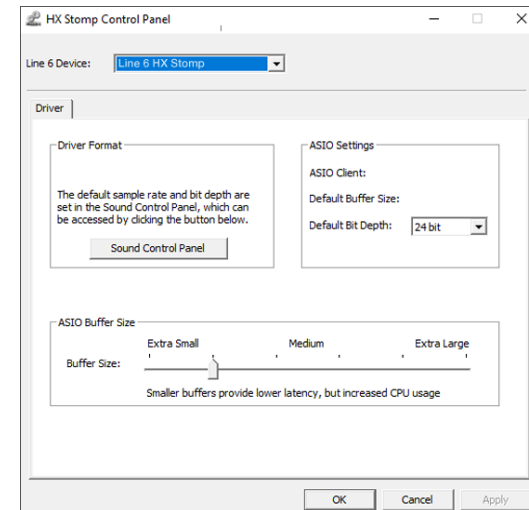 HX Stomp Control Panel
Line 6 Device: Line 6 HX Stomp
Driver
Driver Format
The default sample rate and bit depth are
set in the Sound Control Panel, which can
be accessed by clicking the button below.
Sound Control Panel
ASIO Settings
ASIO Client:
Default Buffer Size:
Default Bit Depth: 24 bit
ASIO Buffer Size
Extra Small Medium Extra Large
Buffer Size:
Smaller buffers provide lower latency, but increased CPU usage
OK Cancel Apply